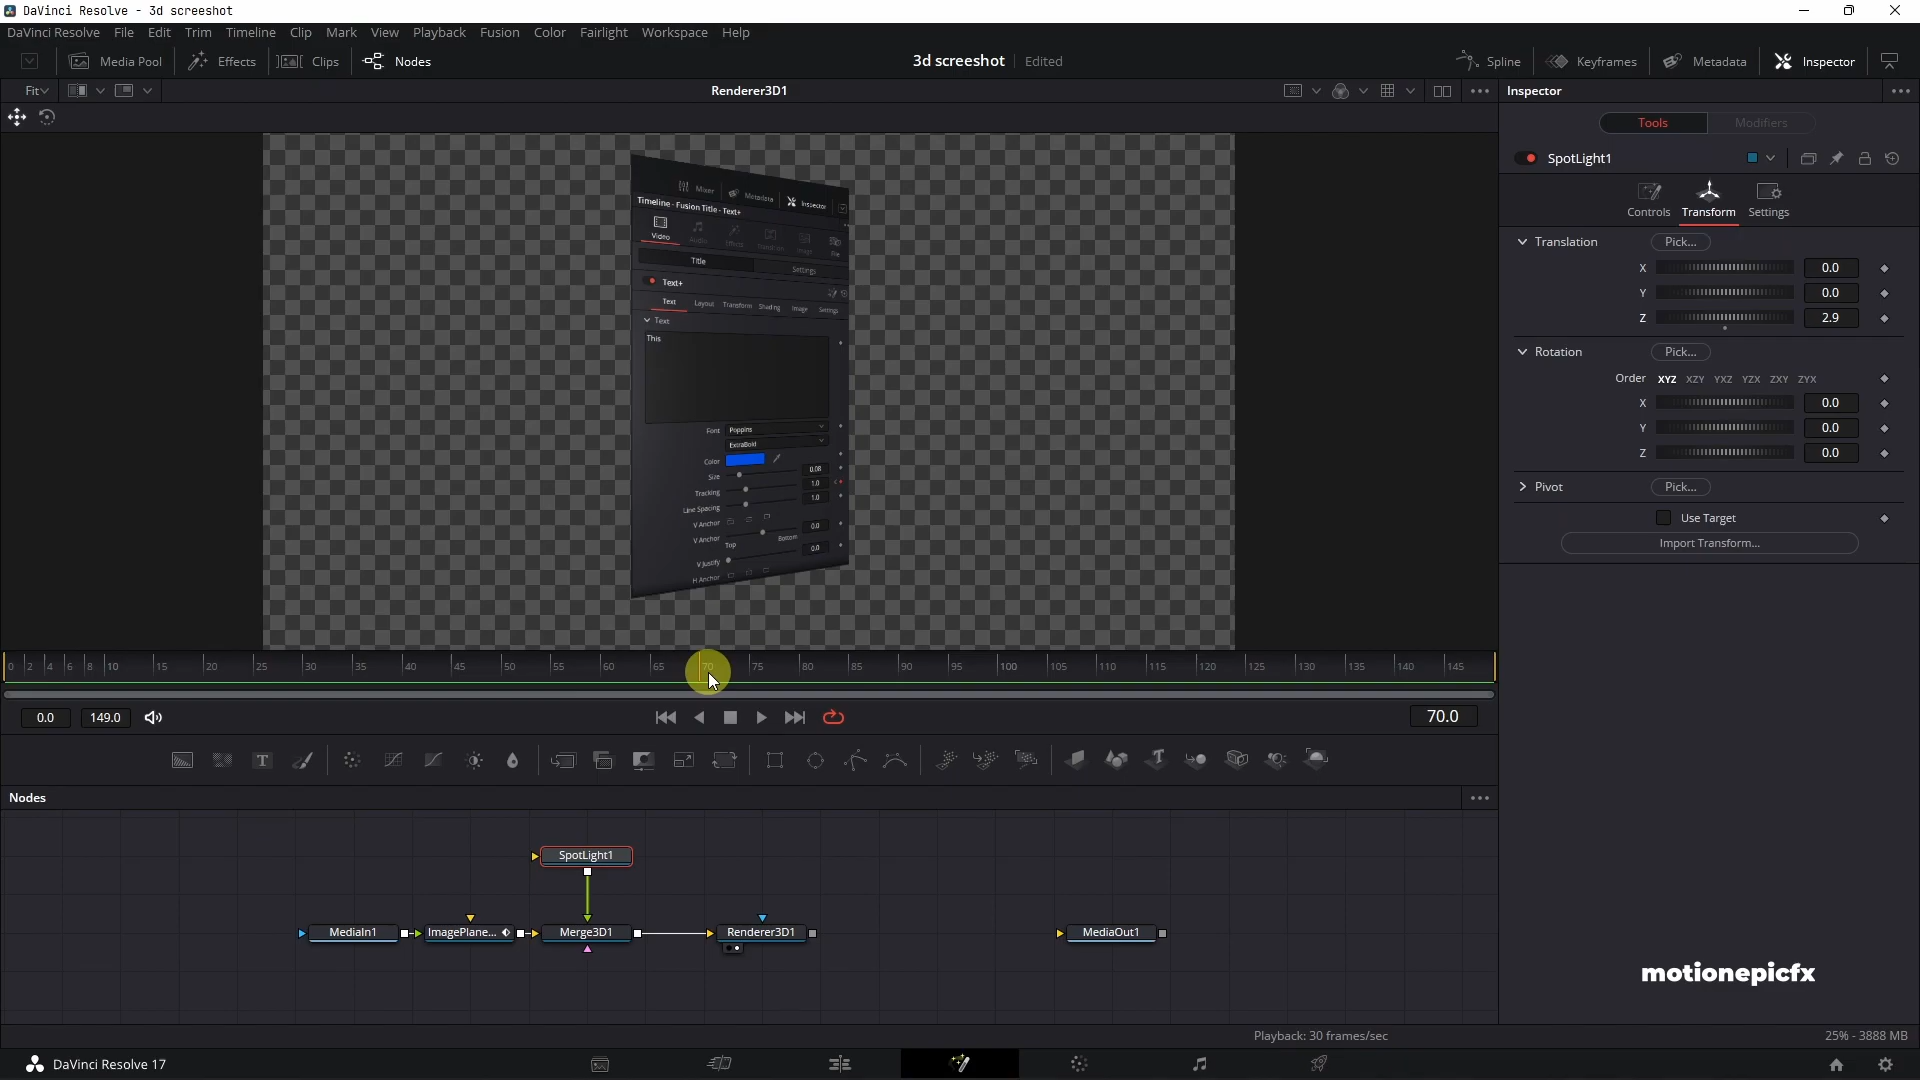 DaVinci Resolve - 3d screeshot
DaVinci Resolve File Edit Trim Timeline Clip Mark View Playback Fusion Color Fairlight Workspace Help
Media Pool Effects Clips Nodes 3d screeshot Edited Spline Keyframes Metadata Inspector
Fit Renderer3D1 Inspector
Tools Modifiers
SpotLight1
Controls Transform Settings
Translation Pick...
X 0.0
Y 0.0
Z 2.9
Rotation Pick...
Order XYZ XZY YXZ YZX ZXY ZYX
X 0.0
Y 0.0
Z 0.0
Pivot Pick...
Use Target
Import Transform...
Mixer Metadata Inspector
Timeline - Fusion Title - Text+
Video Audio Effects Transition Image File
Title Settings
Text+
Text Layout Transform Shading Image Settings
Text
This
Font Poppins
ExtraBold
Color
Size 0.08
Tracking 1.0
Line Spacing 1.0
V Anchor
V Anchor 0.0
Top Bottom
V Justify 0.0
H Anchor
0 2 4 6 8 10 15 20 25 30 35 40 45 50 55 60 65 70 75 80 85 90 95 100 105 110 115 120 125 130 135 140 145
0.0 149.0 70.0
Nodes
SpotLight1
MediaIn1 ImagePlane... Merge3D1 Renderer3D1 MediaOut1
motionepicfx
Playback: 30 frames/sec 25% - 3888 MB
DaVinci Resolve 17